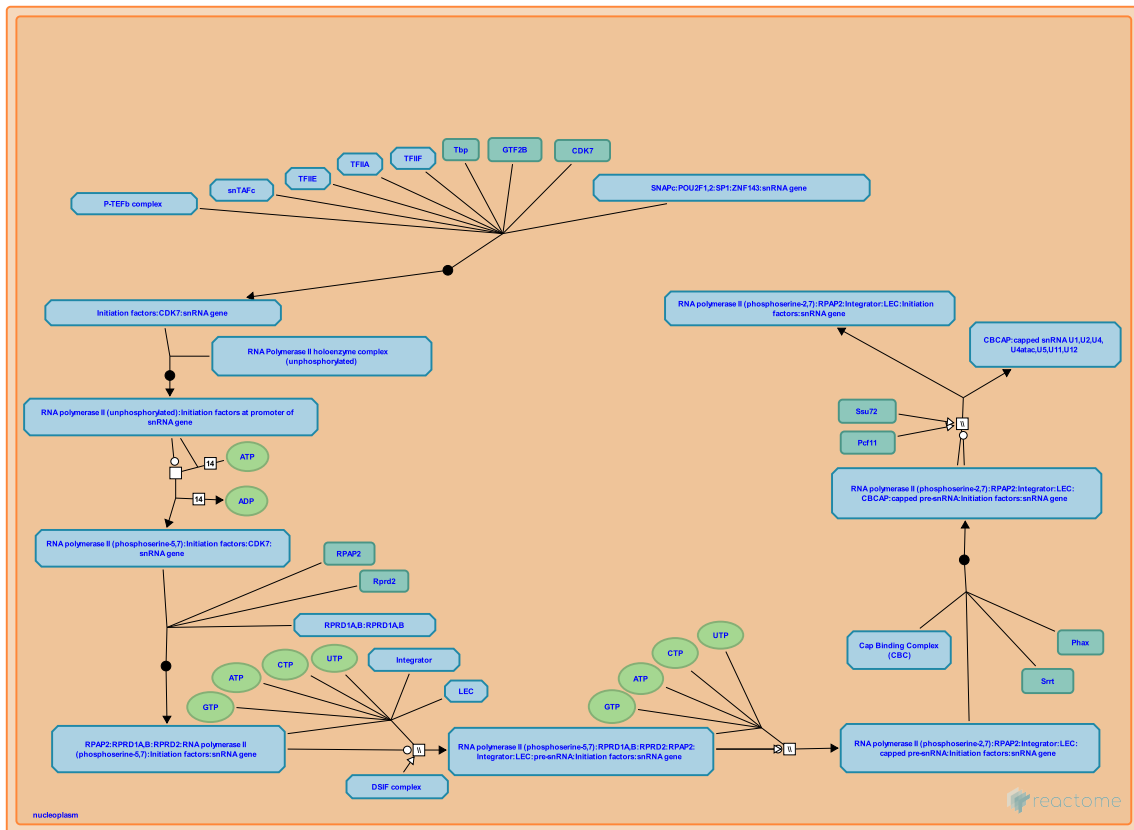 Tbp
GTF2B
CDK7
TFIIF
TFIIA
TFIIE
snTAFc
P-TEFb complex
SNAPc:POU2F1,2:SP1:ZNF143:snRNA gene
Initiation factors:CDK7:snRNA gene
RNA Polymerase II holoenzyme complex
(unphosphorylated)
RNA polymerase II (unphosphorylated):Initiation factors at promoter of
snRNA gene
14
ATP
14
ADP
RNA polymerase II (phosphoserine-5,7):Initiation factors:CDK7:
snRNA gene
RPAP2
Rprd2
RPRD1A,B:RPRD1A,B
UTP
CTP
ATP
GTP
Integrator
LEC
RPAP2:RPRD1A,B:RPRD2:RNA polymerase II
(phosphoserine-5,7):Initiation factors:snRNA gene
\\
DSIF complex
RNA polymerase II (phosphoserine-5,7):RPRD1A,B:RPRD2:RPAP2:
Integrator:LEC:pre-snRNA:Initiation factors:snRNA gene
UTP
CTP
ATP
GTP
\\
RNA polymerase II (phosphoserine-2,7):RPAP2:Integrator:LEC:
capped pre-snRNA:Initiation factors:snRNA gene
Cap Binding Complex
(CBC)
Phax
Srrt
RNA polymerase II (phosphoserine-2,7):RPAP2:Integrator:LEC:
CBCAP:capped pre-snRNA:Initiation factors:snRNA gene
Ssu72
Pcf11
\\
RNA polymerase II (phosphoserine-2,7):RPAP2:Integrator:LEC:Initiation
factors:snRNA gene
CBCAP:capped snRNA U1,U2,U4,
U4atac,U5,U11,U12
nucleoplasm
reactome